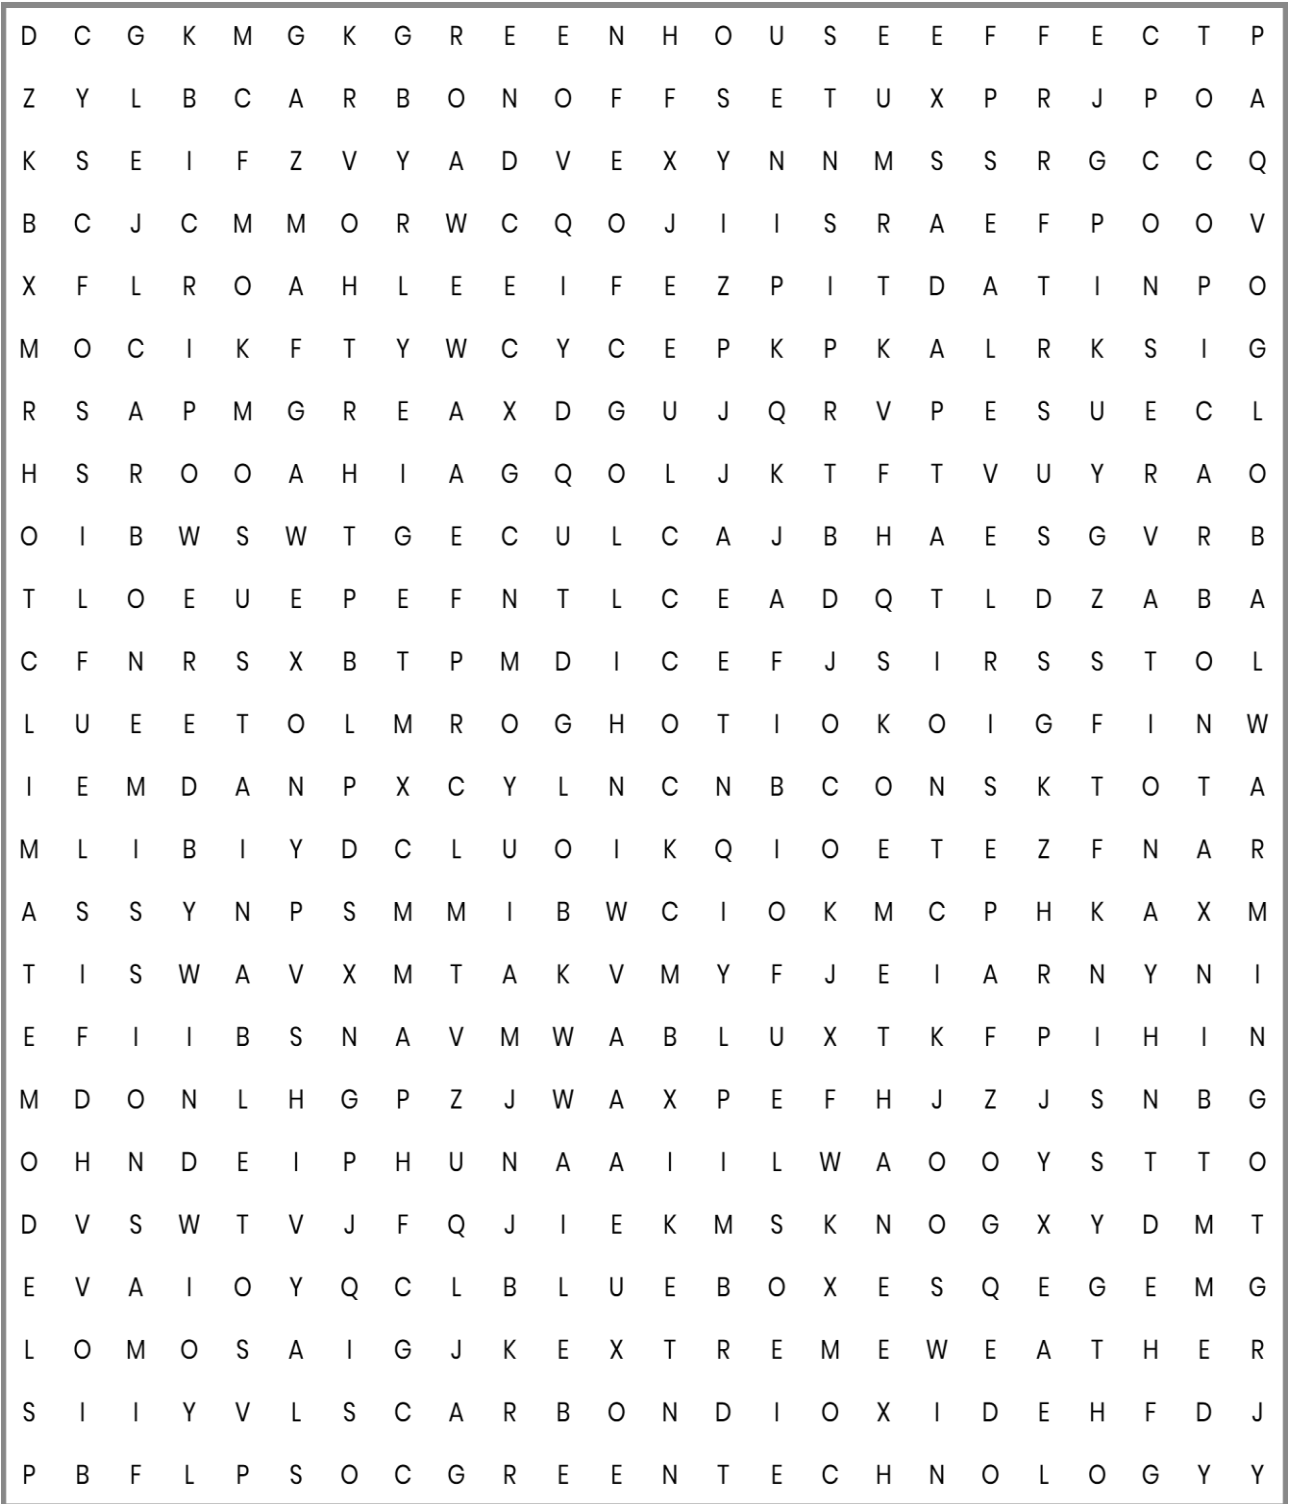 D C G K M G K G R E E N H O U S E E F F E C T P
Z Y L B C A R B O N O F F S E T U X P R J P O A
K S E I F Z V Y A D V E X Y N N M S S R G C C Q
B C J C M M O R W C Q O J I I S R A E F P O O V
X F L R O A H L E E I F E Z P I T D A T I N P O
M O C I K F T Y W C Y C E P K P K A L R K S I G
R S A P M G R E A X D G U J Q R V P E S U E C L
H S R O O A H I A G Q O L J K T F T V U Y R A O
O I B W S W T G E C U L C A J B H A E S G V R B
T L O E U E P E F N T L C E A D Q T L D Z A B A
C F N R S X B T P M D I C E F J S I R S S T O L
L U E E T O L M R O G H O T I O K O I G F I N W
I E M D A N P X C Y L N C N B C O N S K T O T A
M L I B I Y D C L U O I K Q I O E T E Z F N A R
A S S Y N P S M M I B W C I O K M C P H K A X M
T I S W A V X M T A K V M Y F J E I A R N Y N I
E F I I B S N A V M W A B L U X T K F P I H I N
M D O N L H G P Z J W A X P E F H J Z J S N B G
O H N D E I P H U N A A I I L W A O O Y S T T O
D V S W T V J F Q J I E K M S K N O G X Y D M T
E V A I O Y Q C L B L U E B O X E S Q E G E M G
L O M O S A I G J K E X T R E M E W E A T H E R
S I I Y V L S C A R B O N D I O X I D E H F D J
P B F L P S O C G R E E N T E C H N O L O G Y Y